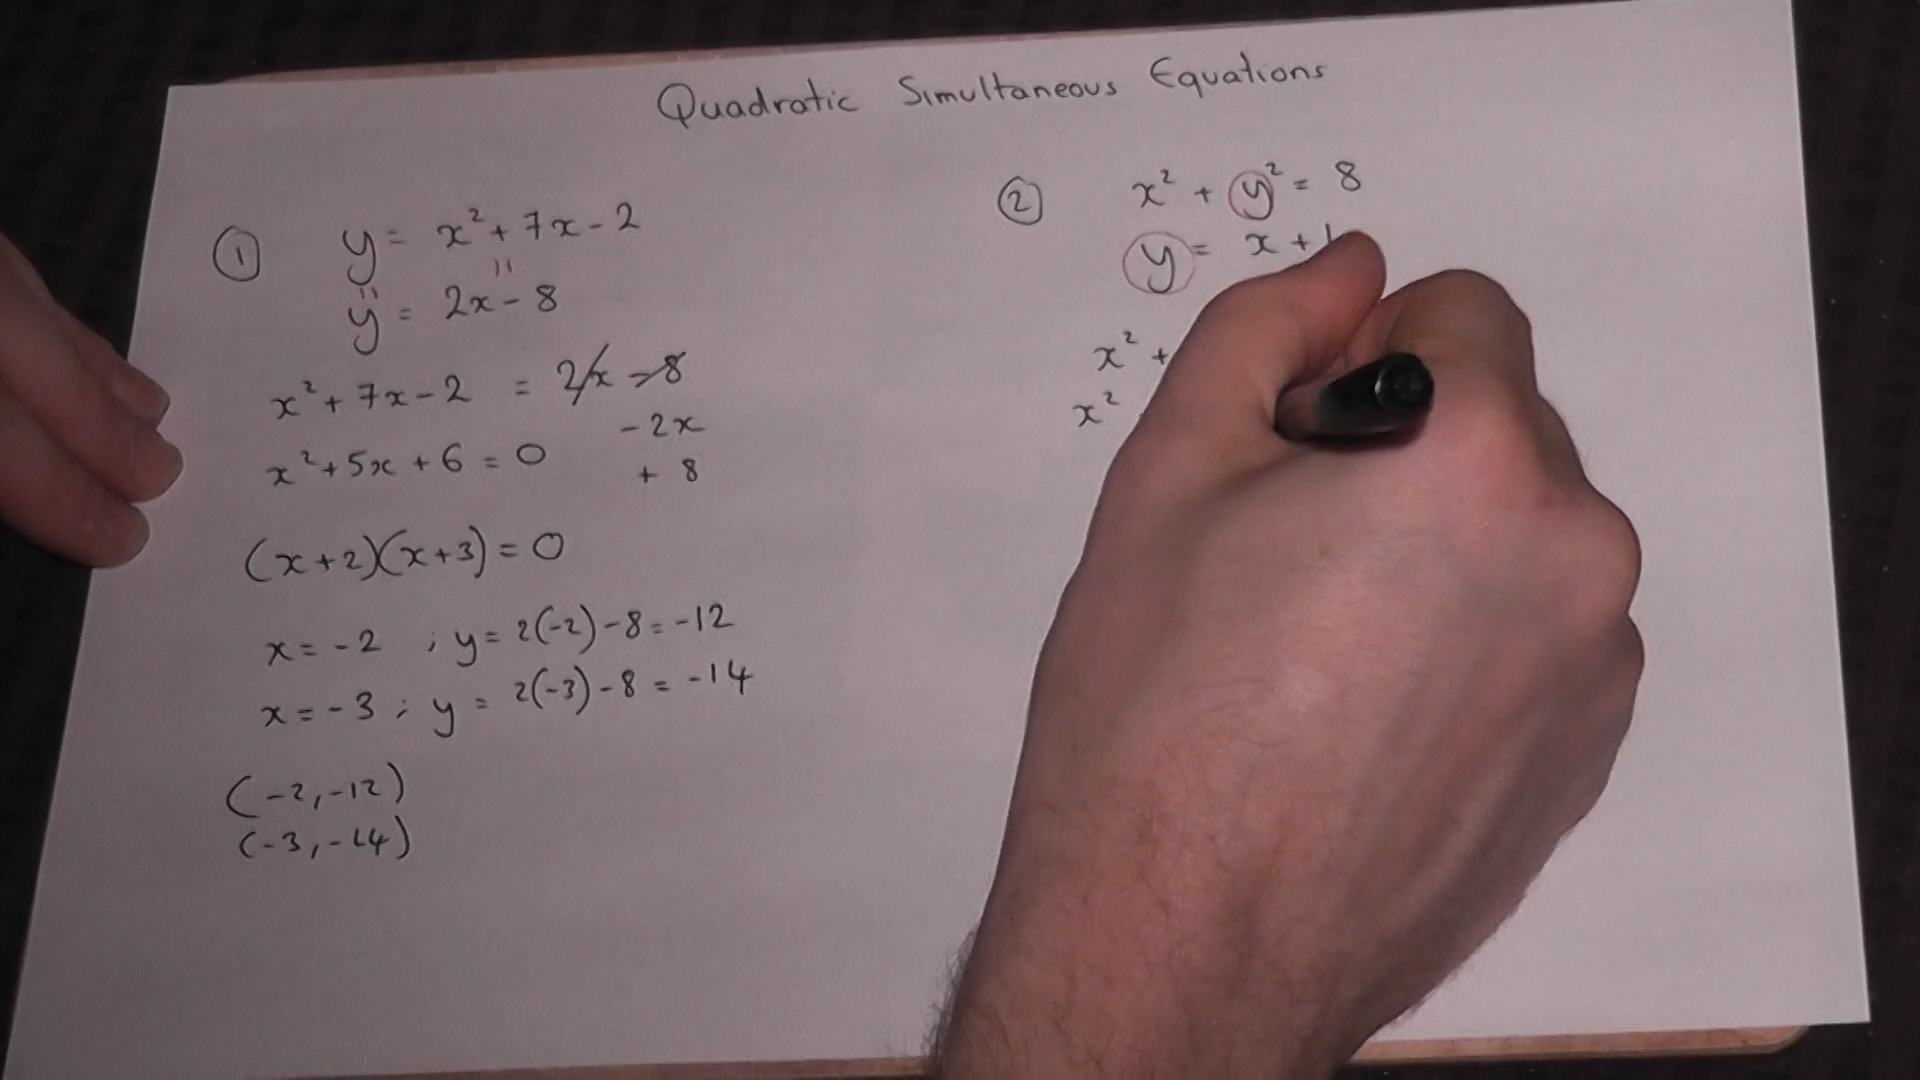 Quadratic Simultaneous Equations
① y = x² + 7x - 2
||
||
y = 2x - 8
x² + 7x - 2 = 2x - 8
- 2x
x² + 5x + 6 = 0
+ 8
(x+2)(x+3) = 0
x = -2 ; y = 2(-2) - 8 = -12
x = -3 ; y = 2(-3) - 8 = -14
(-2, -12)
(-3, -14)
② x² + y² = 8
y = x +
x² +
x²